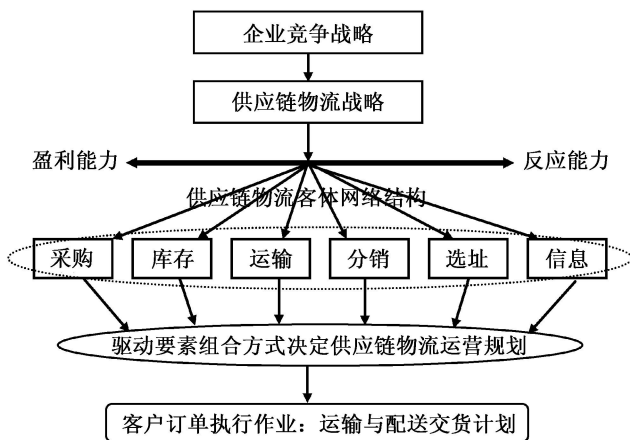 企业竞争战略
供应链物流战略
盈利能力
反应能力
供应链物流客体网络结构
采购
库存
运输
分销
选址
信息
驱动要素组合方式决定供应链物流运营规划
客户订单执行作业：运输与配送交货计划